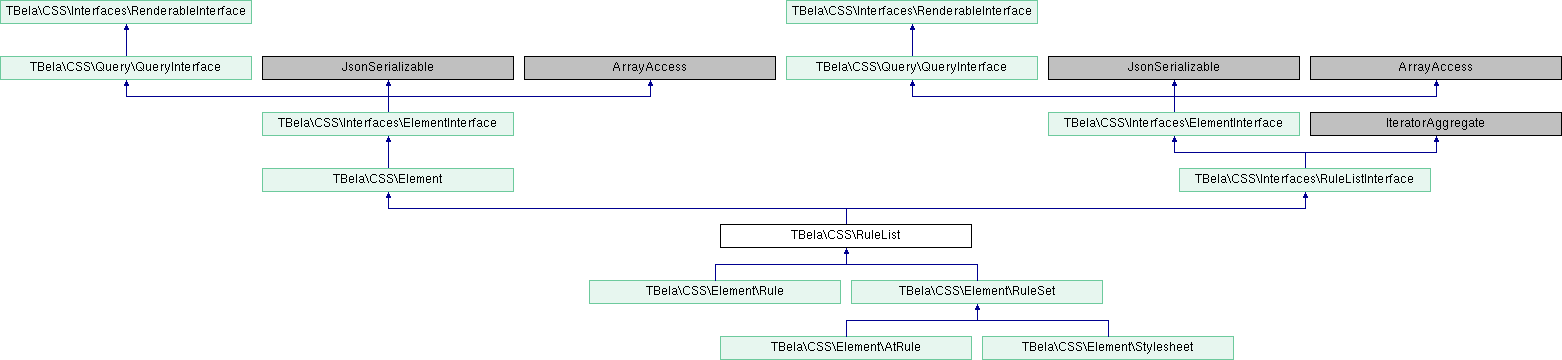 TBela\CSS\Interfaces\RenderableInterface
TBela\CSS\Interfaces\RenderableInterface
TBela\CSS\Query\QueryInterface
JsonSerializable
ArrayAccess
TBela\CSS\Query\QueryInterface
JsonSerializable
ArrayAccess
TBela\CSS\Interfaces\ElementInterface
TBela\CSS\Interfaces\ElementInterface
IteratorAggregate
TBela\CSS\Element
TBela\CSS\Interfaces\RuleListInterface
TBela\CSS\RuleList
TBela\CSS\Element\Rule
TBela\CSS\Element\RuleSet
TBela\CSS\Element\AtRule
TBela\CSS\Element\Stylesheet